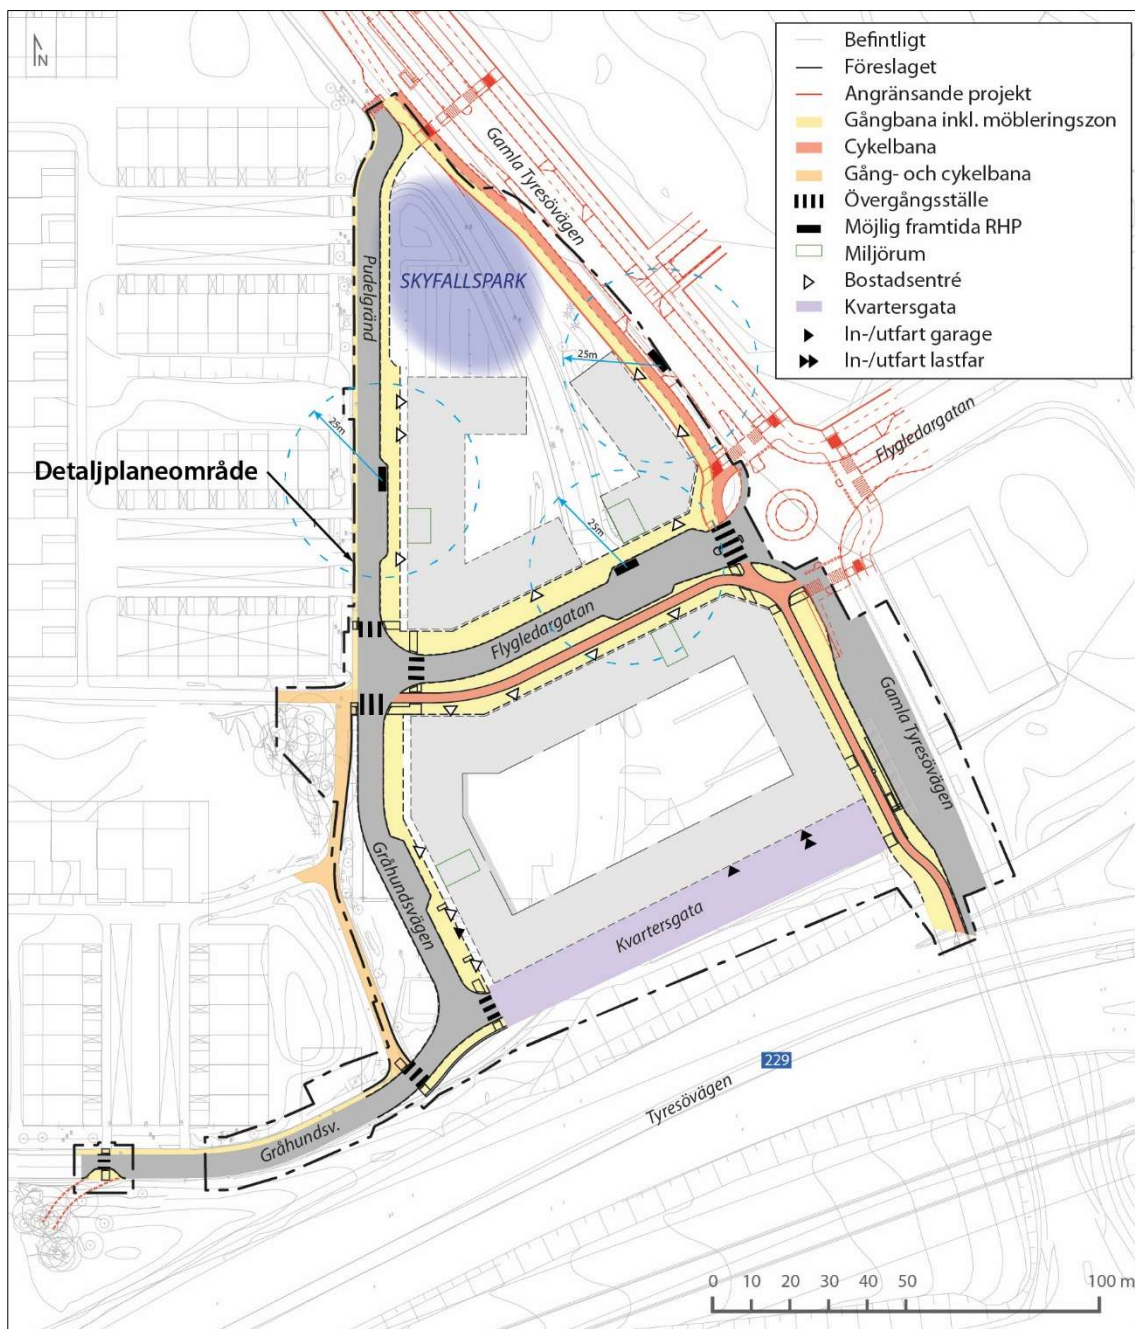 N
Befintligt
Föreslaget
Angränsande projekt
Gångbana inkl. möbleringszon
Cykelbana
Gång- och cykelbana
Övergångsställe
Möjlig framtida RHP
Miljörum
Bostadsentré
Kvartersgata
In-/utfart garage
In-/utfart lastfar
Gamla Tyresövägen
Pudelgränd
SKYFALLSPARK
25m
25m
Flygledargatan
Detaljplaneområde
25m
Flygledargatan
Gamla Tyresövägen
Gråhundsvägen
Kvartersgata
229
Tyresövägen
Gråhundsv.
0 10 20 30 40 50 100 m